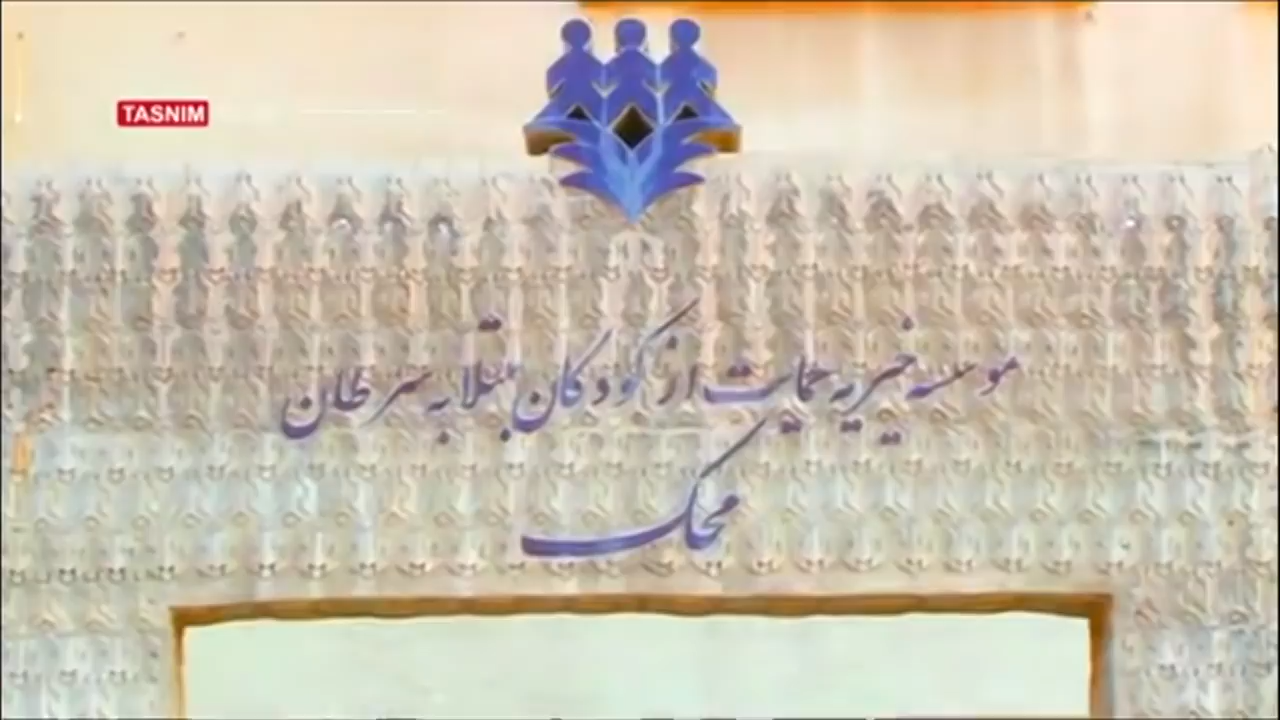 TASNIM
موسسه خیریه حمایت از کودکان مبتلا به سرطان
محک